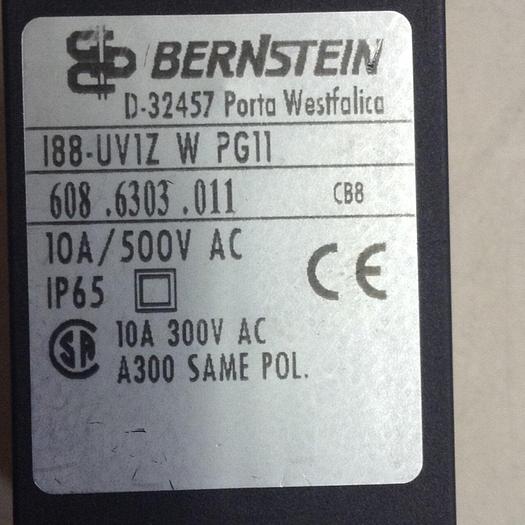 BERNSTEIN
D-32457 Porta Westfalica
I88-UV1Z W PG11
608.6303.011 CB8
10A/500V AC
CE
IP65
SA
10A 300V AC
A300 SAME POL.